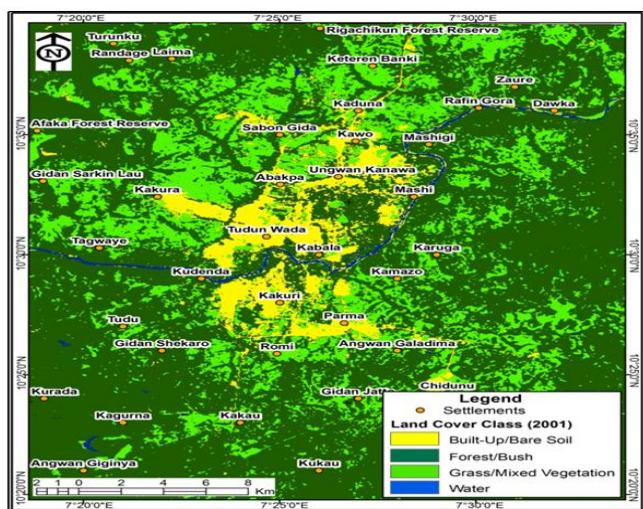 7°20'0"E 7°25'0"E 7°30'0"E
Rigachikun Forest Reserve
Turunku
N
Randage Laima
Keteren Banki
Zaure
Kaduna
Rafin Gora
Dawka
Afaka Forest Reserve
Sabon Gida
Kawo
Mashigi
10°35'0"N 10°35'0"N
Gidan Sarkin Lau
Ungwan Kanawa
Abakpa
Kakura
Mashi
Tudun Wada
Tagwaye
Kabala
Karuga
10°30'0"N 10°30'0"N
Kudenda
Kamazo
Kakuri
Parma
Tudu
Gidan Shekaro
Romi
Angwan Galadima
10°25'0"N 10°25'0"N
Chidunu
Kurada
Gidan Jatt
Kagurna
Kakau
Angwan Giginya
Kukau
Legend
Settlements
Land Cover Class (2001)
Built-Up/Bare Soil
Forest/Bush
Grass/Mixed Vegetation
Water
2 1 0 2 4 6 8
Km
10°20'0"N 10°20'0"N
7°20'0"E 7°25'0"E 7°30'0"E